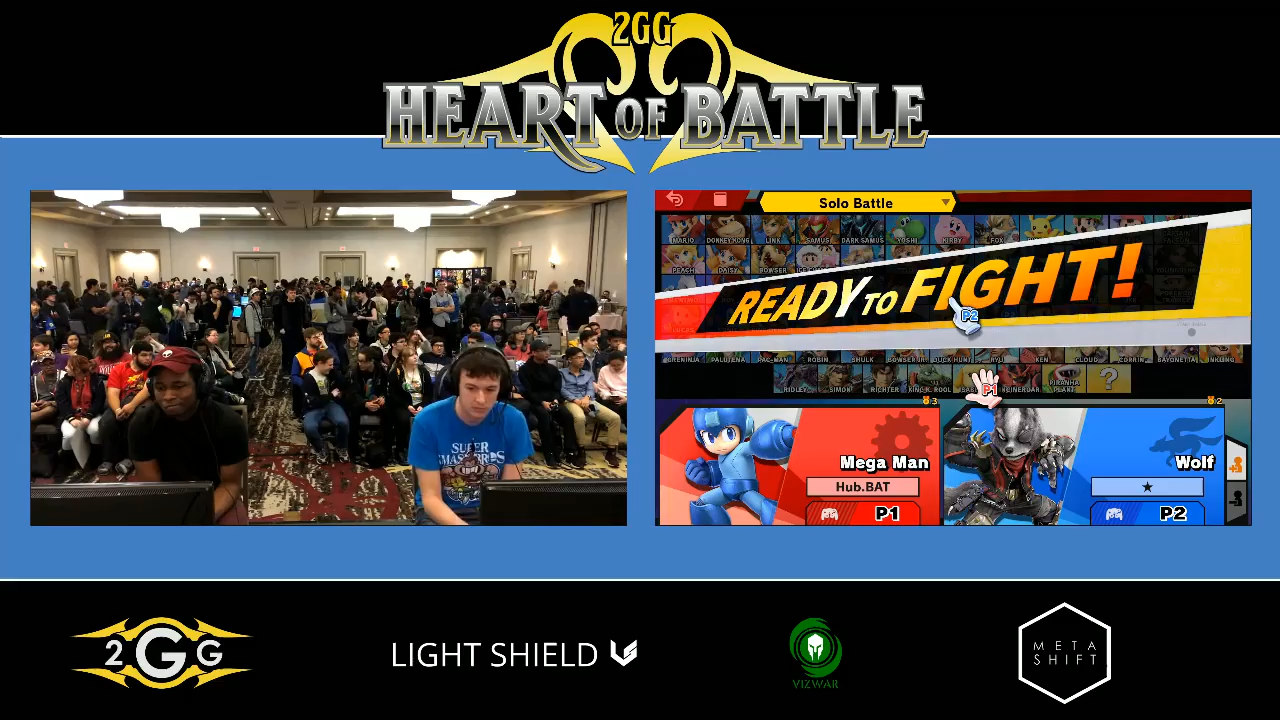 2GG
HEART OF BATTLE
Solo Battle
MARIO
DONKEY KONG
LINK
SAMUS
DARK SAMUS
YOSHI
KIRBY
FOX
PEACH
DAISY
BOWSER
READY TO FIGHT!
P2
GRENINJA
PALUTENA
PAC-MAN
ROBIN
SHULK
BOWSER JR.
DUCK HUNT
RYU
KEN
CLOUD
CORRIN
BAYONETTA
INKLING
RIDLEY
SIMON
RICHTER
KING K. ROOL
INCINEROAR
PIRANHA PLANT
?
P1
3
2
Mega Man
Hub.BAT
P1
Wolf
★
P2
SUPER
SMASH BROS
2GG
LIGHT SHIELD
VIZWAR
META
SHIFT